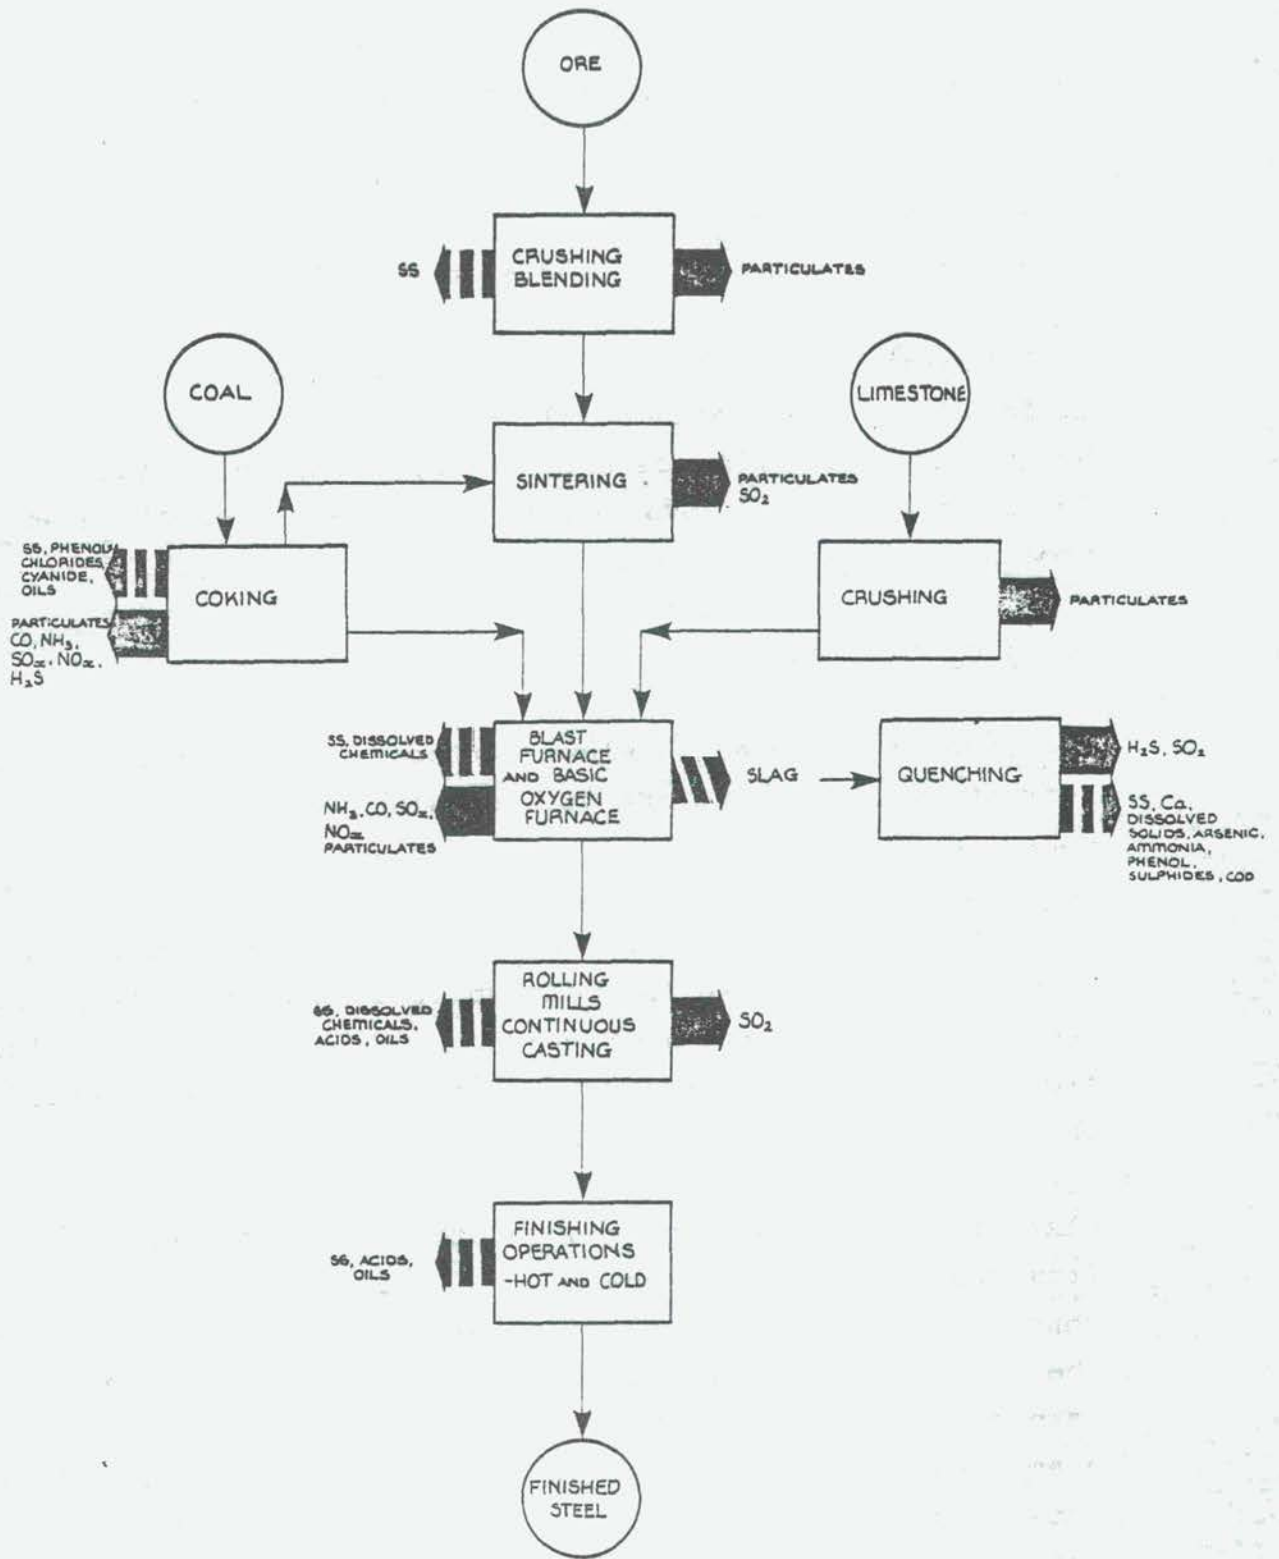 ORE
CRUSHING
BLENDING
SS
PARTICULATES
COAL
LIMESTONE
SINTERING
PARTICULATES
SO₂
SS, PHENOL
CHLORIDES,
CYANIDE,
OILS
COKING
PARTICULATES
CO, NH₃,
SOₓ, NOₓ,
H₂S
CRUSHING
PARTICULATES
SS, DISSOLVED
CHEMICALS
NH₃, CO, SOₓ,
NOₓ
PARTICULATES
BLAST
FURNACE
AND BASIC
OXYGEN
FURNACE
SLAG
QUENCHING
H₂S, SO₂
SS, Ca,
DISSOLVED
SOLIDS, ARSENIC,
AMMONIA,
PHENOL,
SULPHIDES, COD
SS, DISSOLVED
CHEMICALS,
ACIDS, OILS
ROLLING
MILLS
CONTINUOUS
CASTING
SO₂
SS, ACIDS,
OILS
FINISHING
OPERATIONS
-HOT AND COLD
FINISHED
STEEL